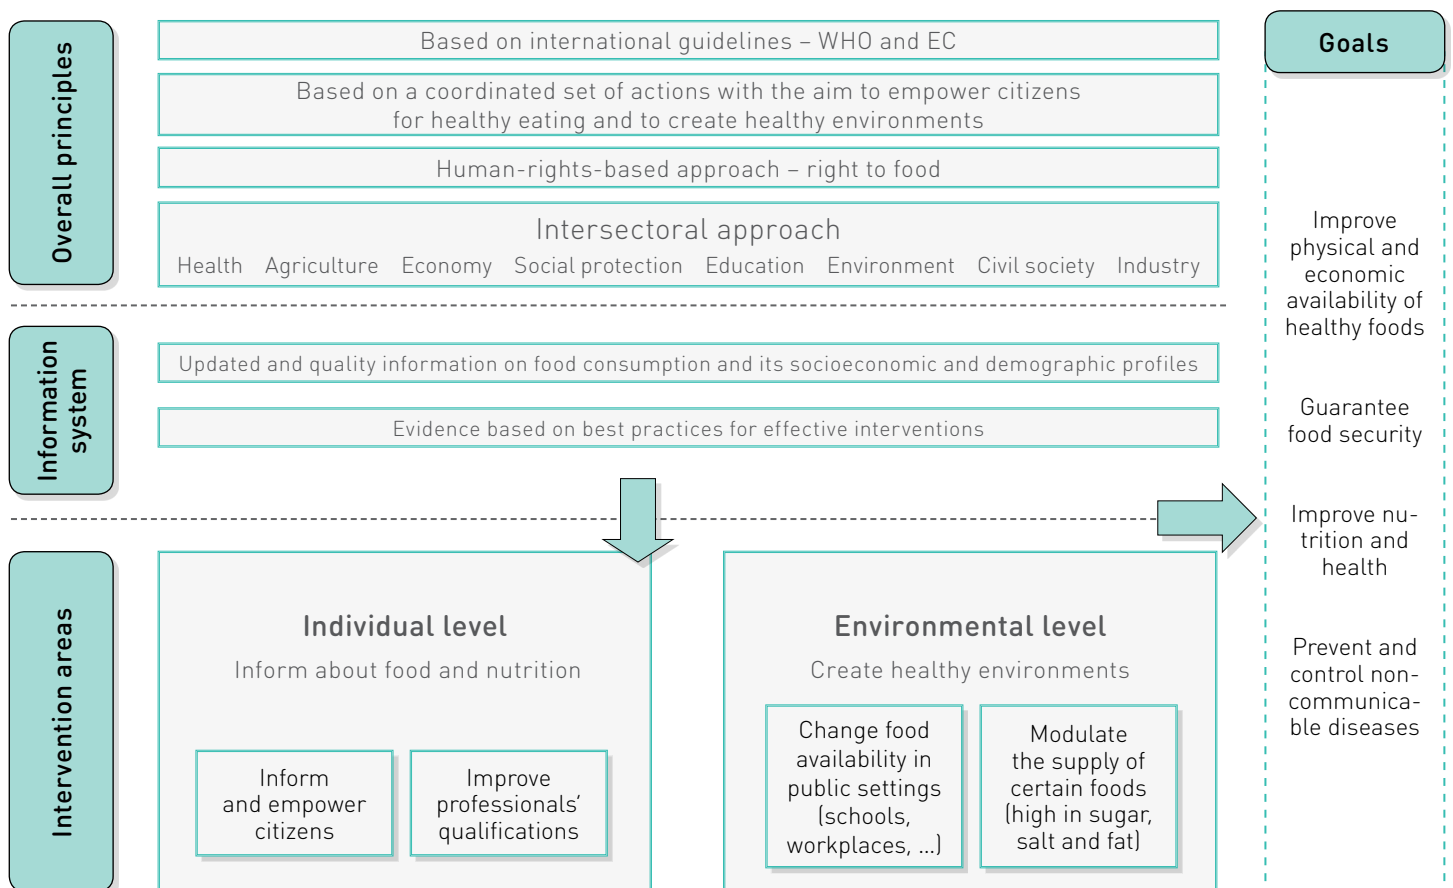 Overall principles
Based on international guidelines – WHO and EC
Based on a coordinated set of actions with the aim to empower citizens
for healthy eating and to create healthy environments
Human-rights-based approach – right to food
Intersectoral approach
Health Agriculture Economy Social protection Education Environment Civil society Industry
Information
system
Updated and quality information on food consumption and its socioeconomic and demographic profiles
Evidence based on best practices for effective interventions
Intervention areas
Individual level
Inform about food and nutrition
Inform
and empower
citizens
Improve
professionals’
qualifications
Environmental level
Create healthy environments
Change food
availability in
public settings
(schools,
workplaces, ...)
Modulate
the supply of
certain foods
(high in sugar,
salt and fat)
Goals
Improve
physical and
economic
availability of
healthy foods
Guarantee
food security
Improve nu-
trition and
health
Prevent and
control non-
communica-
ble diseases